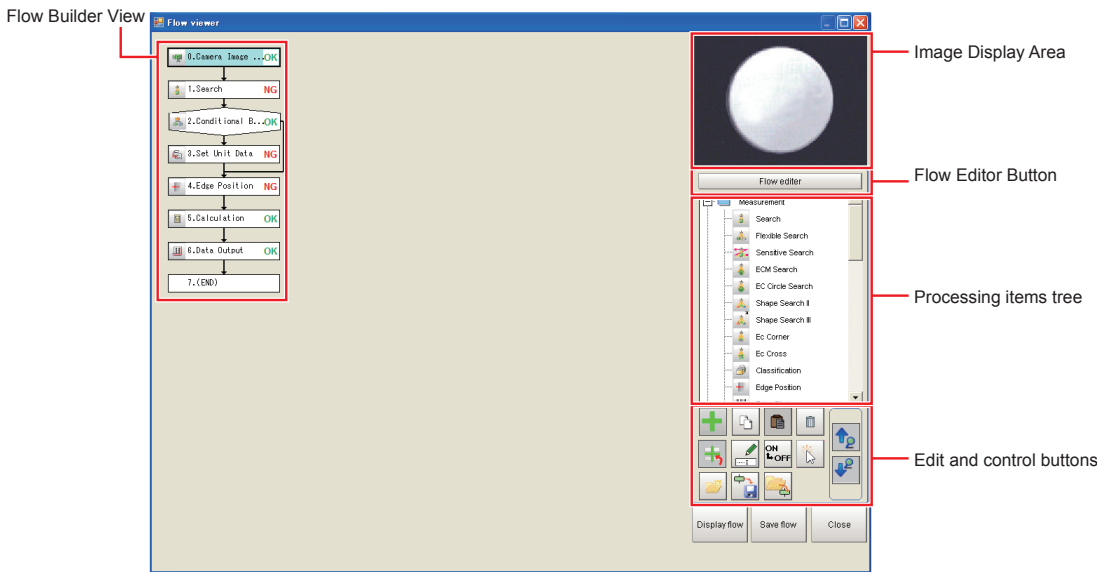 Flow Builder View
Flow viewer
0.Camera Image ...OK
1.Search NG
2.Conditional B...OK
3.Set Unit Data NG
4.Edge Position NG
5.Calculation OK
6.Data Output OK
7.(END)
Image Display Area
Flow editor
Flow Editor Button
Measurement
Search
Flexible Search
Sensitive Search
ECM Search
EC Circle Search
Shape Search II
Shape Search III
Ec Corner
Ec Cross
Classification
Edge Position
Processing items tree
ON
OFF
Edit and control buttons
Display flow
Save flow
Close